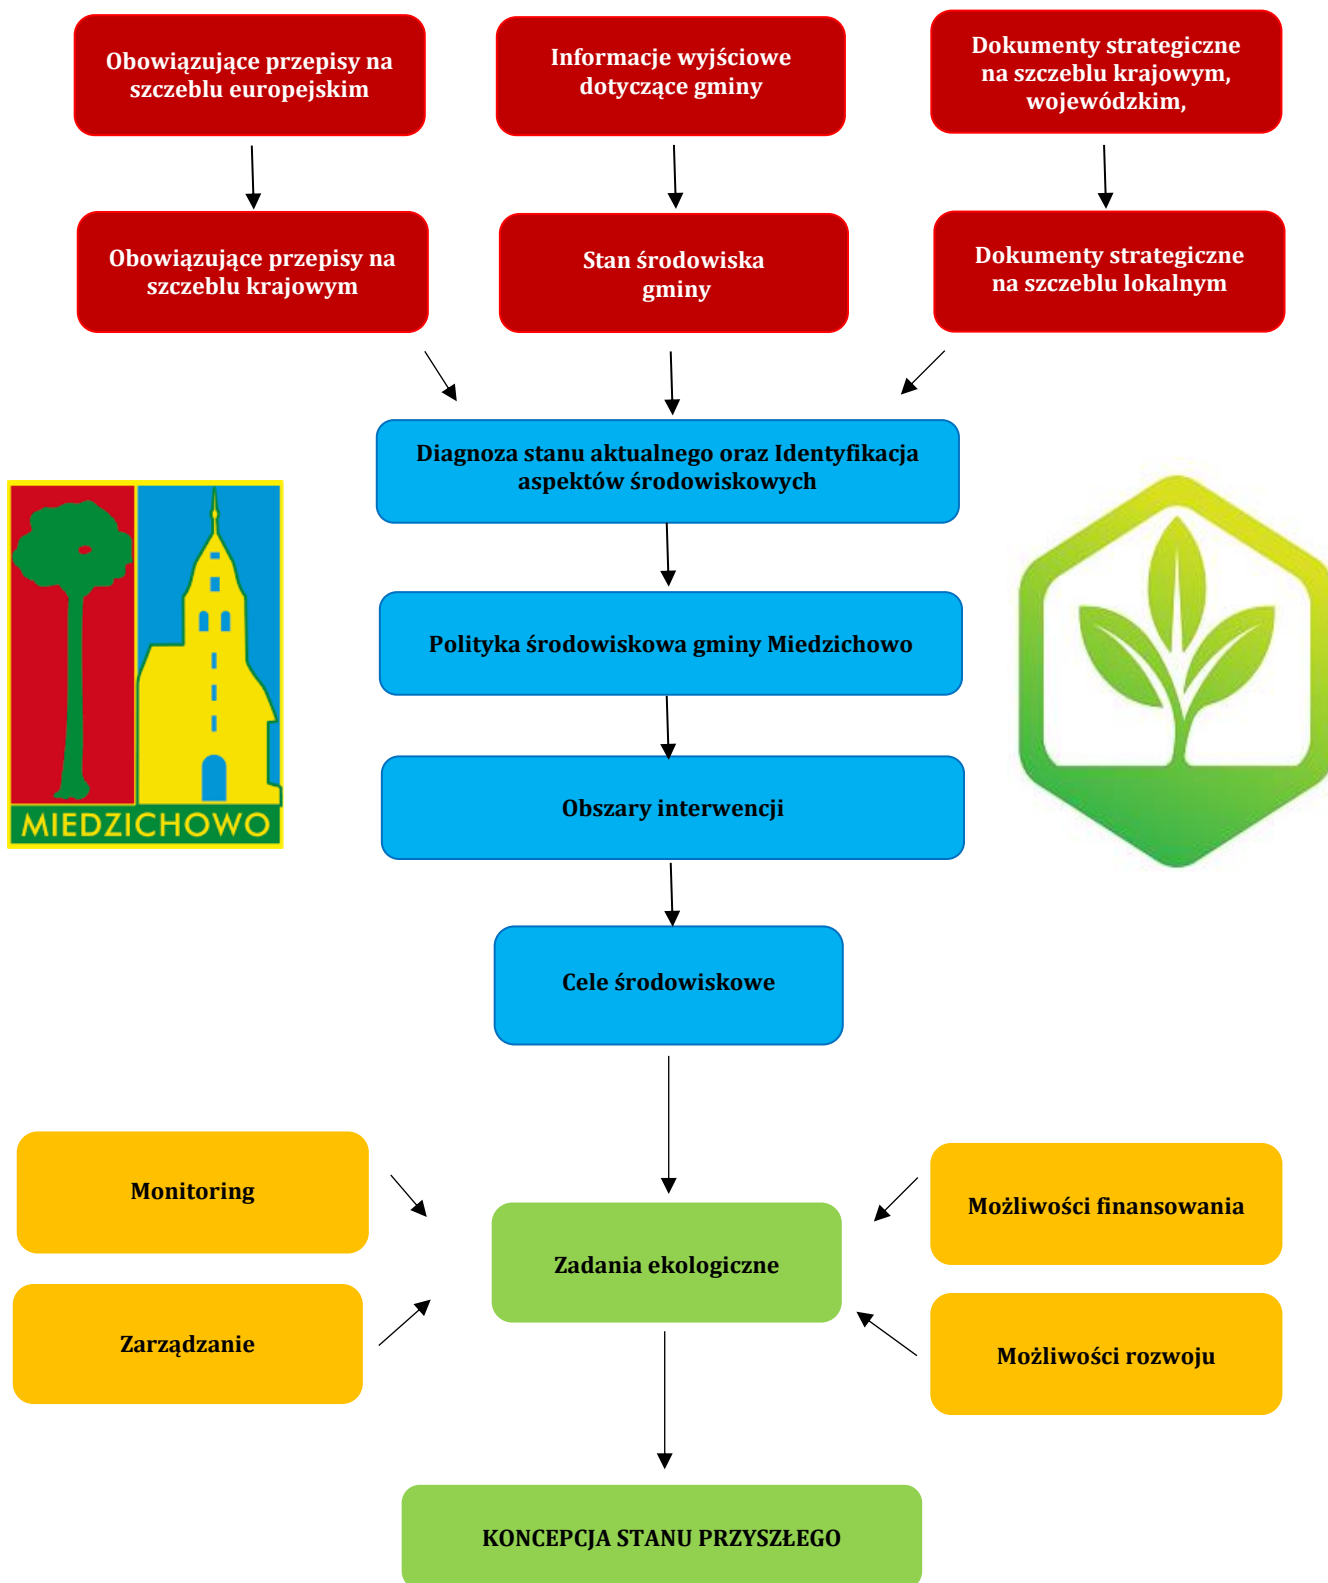 Obowiązujące przepisy na
szczeblu europejskim
Informacje wyjściowe
dotyczące gminy
Dokumenty strategiczne
na szczeblu krajowym,
wojewódzkim,
Obowiązujące przepisy na
szczeblu krajowym
Stan środowiska
gminy
Dokumenty strategiczne
na szczeblu lokalnym
Diagnoza stanu aktualnego oraz Identyfikacja
aspektów środowiskowych
Polityka środowiskowa gminy Miedzichowo
Obszary interwencji
MIEDZICHOWO
Cele środowiskowe
Monitoring
Możliwości finansowania
Zadania ekologiczne
Zarządzanie
Możliwości rozwoju
KONCEPCJA STANU PRZYSZŁEGO